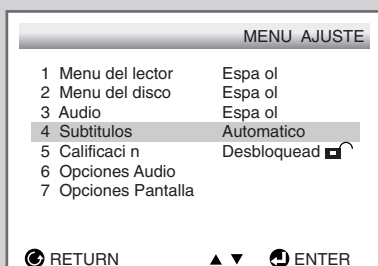 MENU AJUSTE
1 Menu del lector Espa ol
2 Menu del disco Espa ol
3 Audio Espa ol
4 Subtitulos Automatico
5 Calificaci n Desbloquead
6 Opciones Audio
7 Opciones Pantalla
RETURN ▲ ▼ ENTER